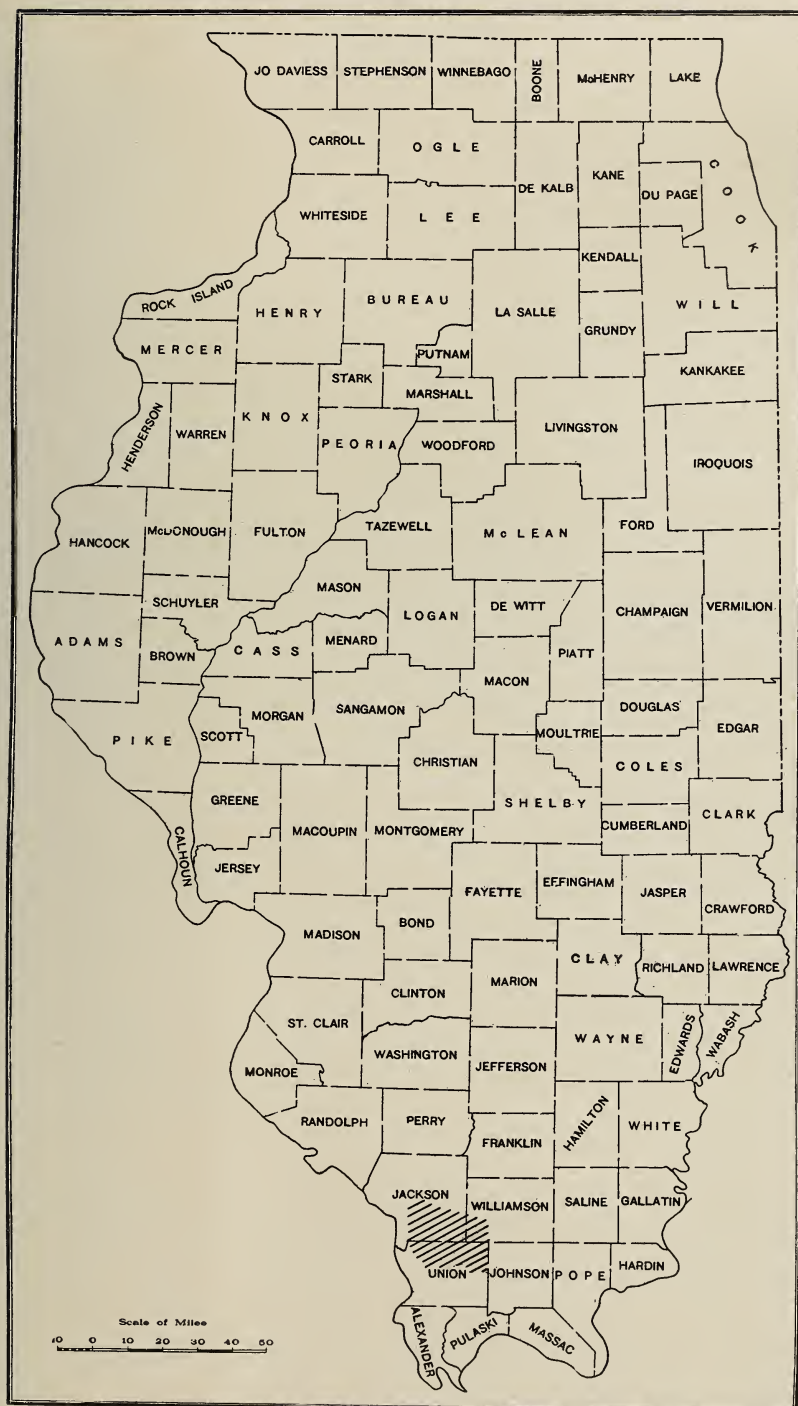 JO DAVIESS STEPHENSON WINNEBAGO BOONE McHENRY LAKE
CARROLL OGLE DE KALB KANE COOK
DU PAGE
WHITESIDE LEE
KENDALL
ROCK ISLAND HENRY BUREAU LA SALLE WILL
GRUNDY
MERCER PUTNAM
KANKAKEE
STARK
MARSHALL
HENDERSON WARREN KNOX PEORIA WOODFORD LIVINGSTON
IROQUOIS
HANCOCK McDONOUGH FULTON TAZEWELL McLEAN FORD
MASON
SCHUYLER LOGAN DE WITT CHAMPAIGN VERMILION
ADAMS BROWN CASS MENARD PIATT
MACON
PIKE SCOTT MORGAN SANGAMON DOUGLAS
MOULTRIE EDGAR
CHRISTIAN COLES
GREENE SHELBY
CALHOUN MACOUPIN MONTGOMERY CUMBERLAND CLARK
JERSEY
FAYETTE EFFINGHAM JASPER CRAWFORD
MADISON BOND
CLAY RICHLAND LAWRENCE
CLINTON MARION
ST. CLAIR
WAYNE EDWARDS WABASH
MONROE WASHINGTON JEFFERSON
RANDOLPH PERRY HAMILTON WHITE
FRANKLIN
JACKSON WILLIAMSON SALINE GALLATIN
UNION JOHNSON POPE HARDIN
ALEXANDER PULASKI MASSAC
Scale of Miles
10 0 10 20 30 40 50